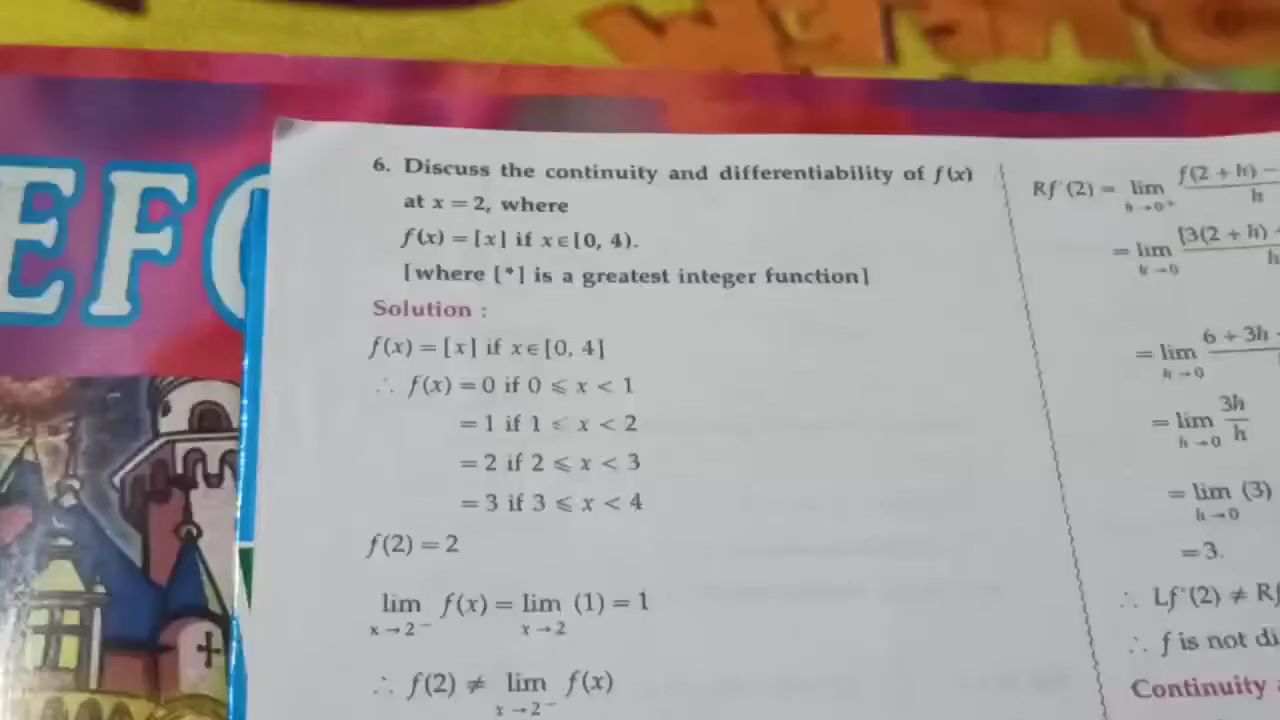 EFO
6. Discuss the continuity and differentiability of f(x)
at x = 2, where
f(x) = [x] if x ∈ [0, 4).
[where [*] is a greatest integer function]
Solution :
f(x) = [x] if x ∈ [0, 4]
∴ f(x) = 0 if 0 ⩽ x < 1
= 1 if 1 ⩽ x < 2
= 2 if 2 ⩽ x < 3
= 3 if 3 ⩽ x < 4
f(2) = 2
lim x→2⁻ f(x) = lim x→2 (1) = 1
∴ f(2) ≠ lim x→2⁻ f(x)
Rf′(2) = lim h→0⁺ f(2 + h) − / h
= lim h→0 [3(2 + h) / h
= lim h→0 6 + 3h
= lim h→0 3h / h
= lim h→0 (3)
= 3.
∴ Lf′(2) ≠ Rf
∴ f is not di
Continuity